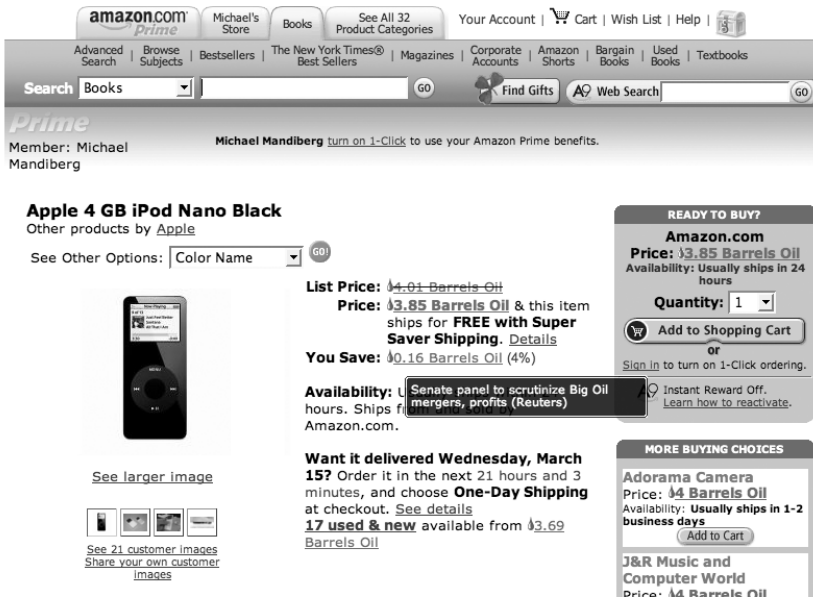 amazon.com Prime
Michael's Store
Books
See All 32 Product Categories
Your Account | Cart | Wish List | Help |
Advanced Search | Browse Subjects | Bestsellers | The New York Times® Best Sellers | Magazines | Corporate Accounts | Amazon Shorts | Bargain Books | Used Books | Textbooks
Search Books GO Find Gifts A9 Web Search GO
Prime
Member: Michael
Mandiberg
Michael Mandiberg turn on 1-Click to use your Amazon Prime benefits.
Apple 4 GB iPod Nano Black
Other products by Apple
See Other Options: Color Name GO!
List Price: 4.01 Barrels Oil
Price: 3.85 Barrels Oil & this item
ships for FREE with Super
Saver Shipping. Details
You Save: 0.16 Barrels Oil (4%)
Senate panel to scrutinize Big Oil
mergers, profits (Reuters)
Availability: U
hours. Ships from and sold by
Amazon.com.
Want it delivered Wednesday, March
15? Order it in the next 21 hours and 3
minutes, and choose One-Day Shipping
at checkout. See details
17 used & new available from 3.69
Barrels Oil
See larger image
See 21 customer images
Share your own customer
images
READY TO BUY?
Amazon.com
Price: 3.85 Barrels Oil
Availability: Usually ships in 24
hours
Quantity: 1
Add to Shopping Cart
or
Sign in to turn on 1-Click ordering.
A9 Instant Reward Off.
Learn how to reactivate.
MORE BUYING CHOICES
Adorama Camera
Price: 4 Barrels Oil
Availability: Usually ships in 1-2
business days
Add to Cart
J&R Music and
Computer World
Price: 4 Barrels Oil